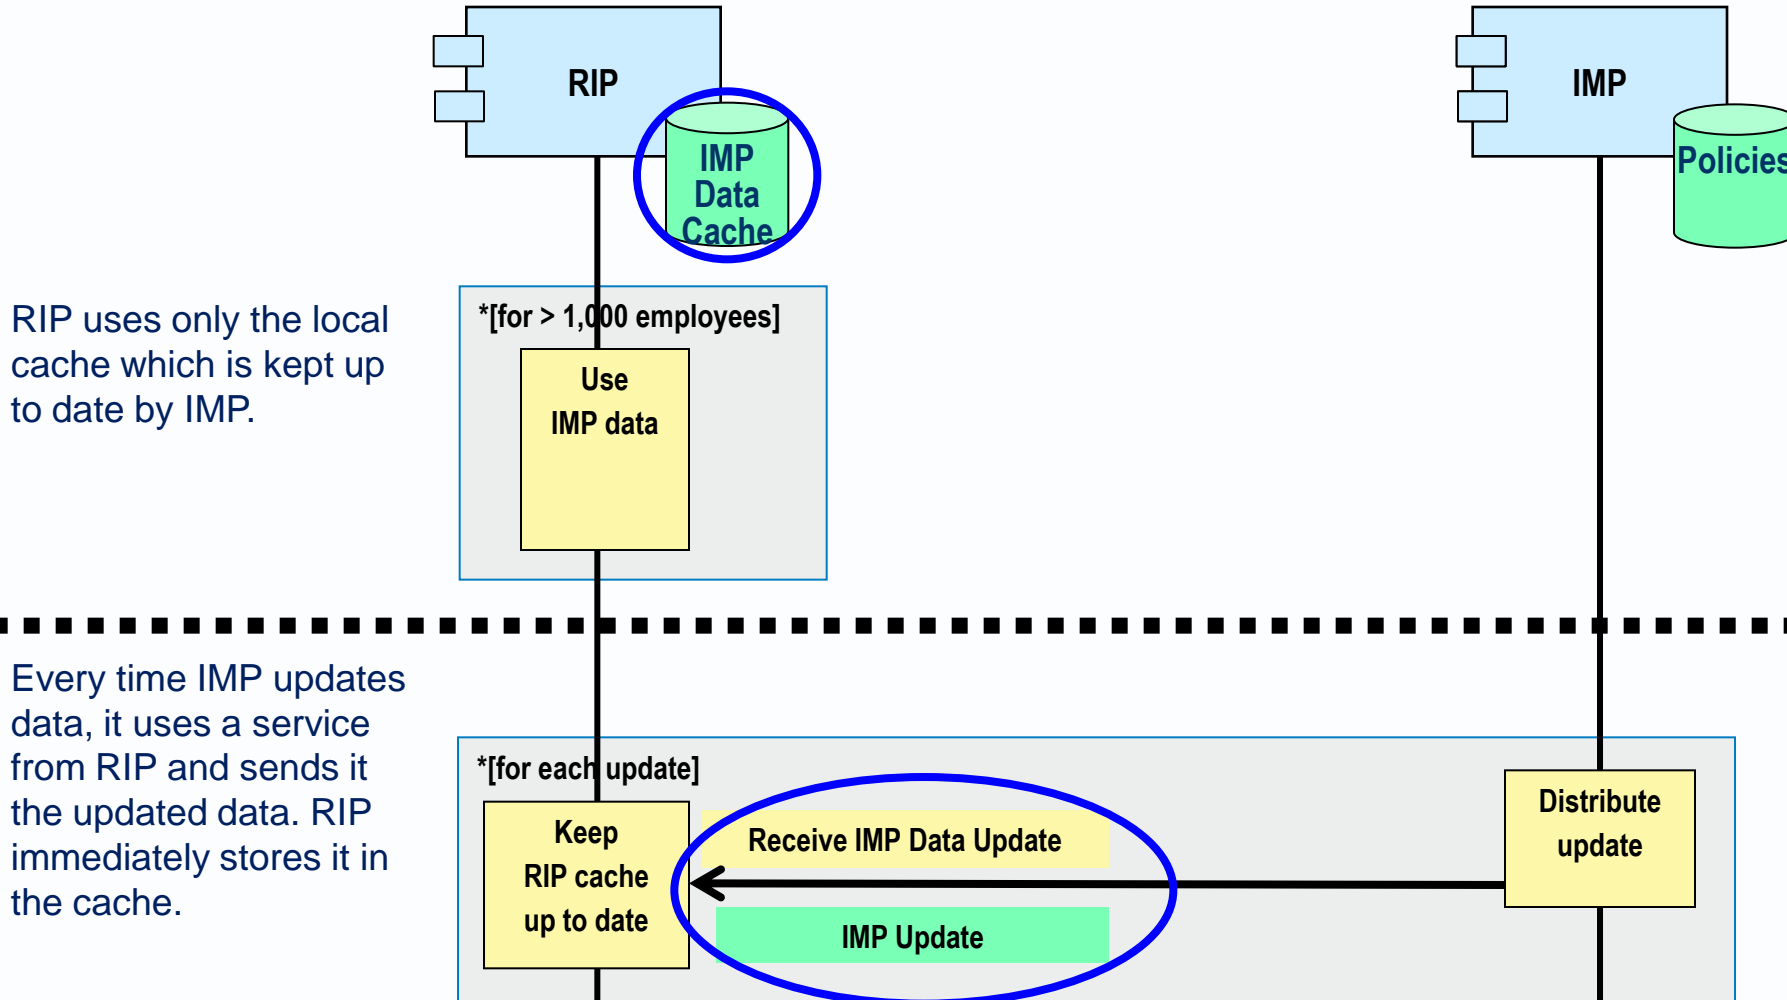 RIP
IMP
IMP
Data
Cache
Policies
RIP uses only the local
cache which is kept up
to date by IMP.
*[for > 1,000 employees]
Use
IMP data
Every time IMP updates
data, it uses a service
from RIP and sends it
the updated data. RIP
immediately stores it in
the cache.
*[for each update]
Keep
RIP cache
up to date
Receive IMP Data Update
IMP Update
Distribute
update